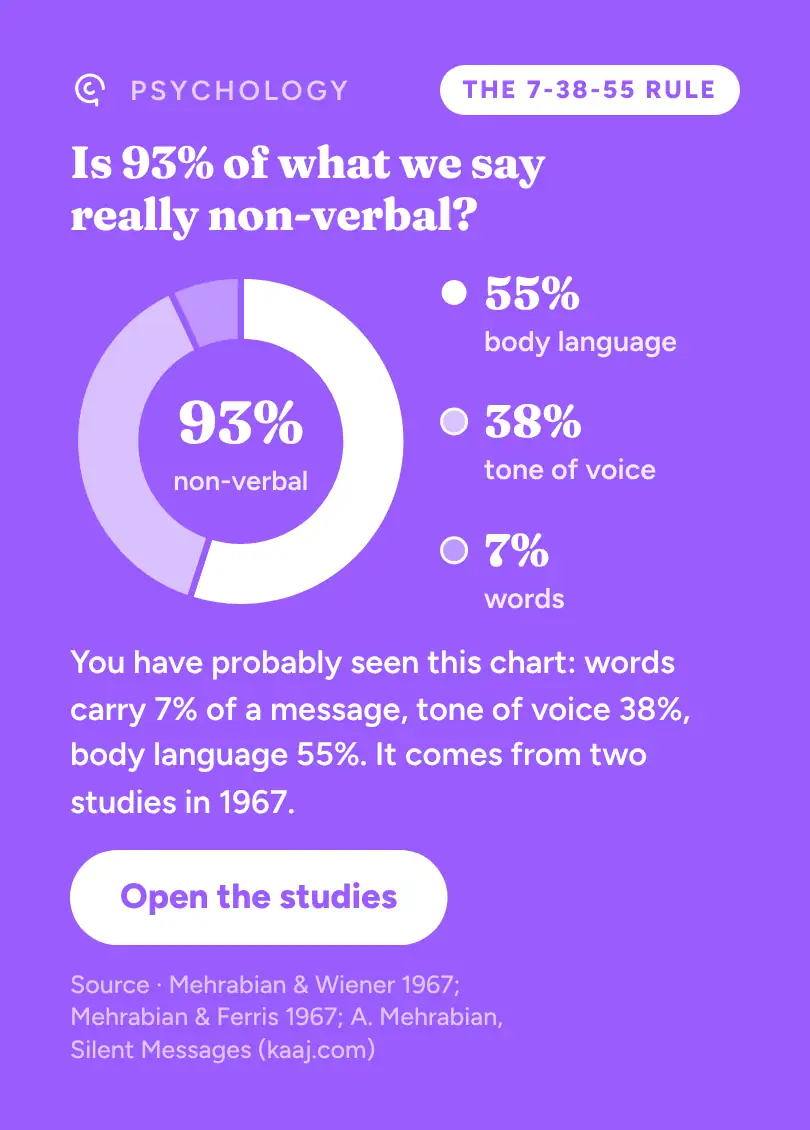 PSYCHOLOGY
THE 7-38-55 RULE
Is 93% of what we say
really non-verbal?
93%
non-verbal
55%
body language
38%
tone of voice
7%
words
You have probably seen this chart: words
carry 7% of a message, tone of voice 38%,
body language 55%. It comes from two
studies in 1967.
Open the studies
Source · Mehrabian & Wiener 1967;
Mehrabian & Ferris 1967; A. Mehrabian,
Silent Messages (kaaj.com)